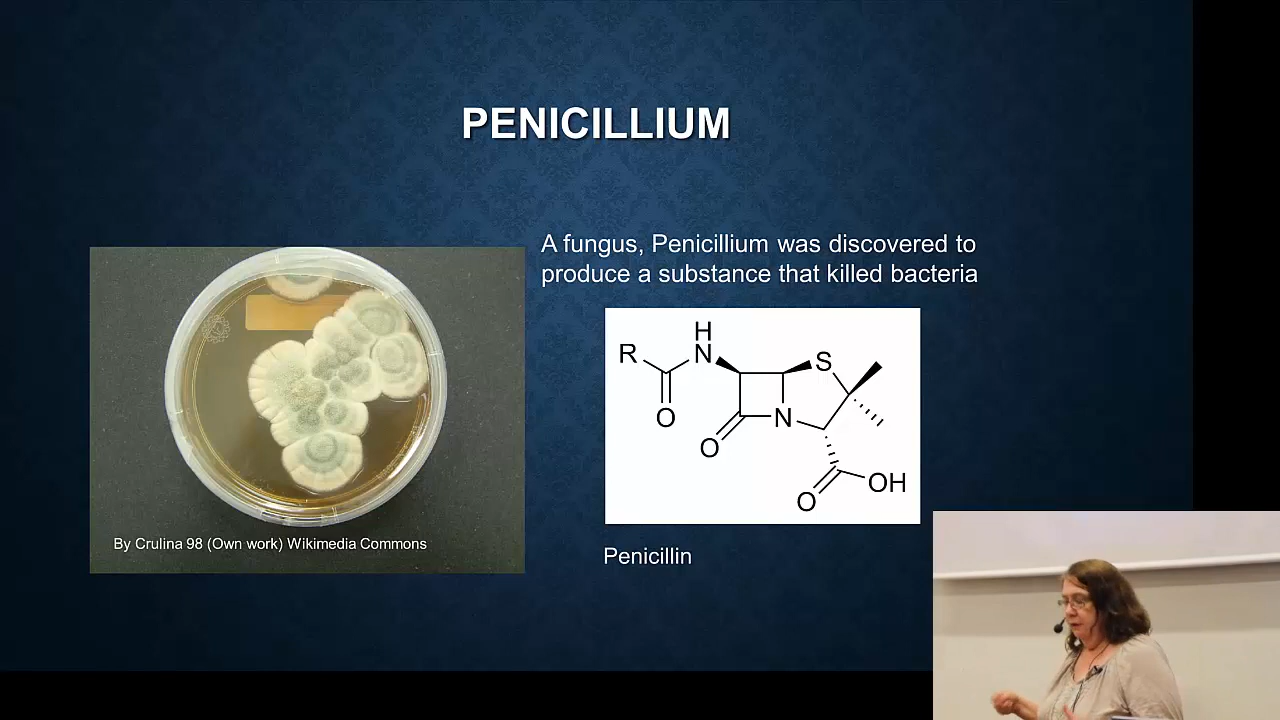 PENICILLIUM
A fungus, Penicillium was discovered to
produce a substance that killed bacteria
H
R
N
S
O
N
O
OH
O
By Crulina 98 (Own work) Wikimedia Commons
Penicillin